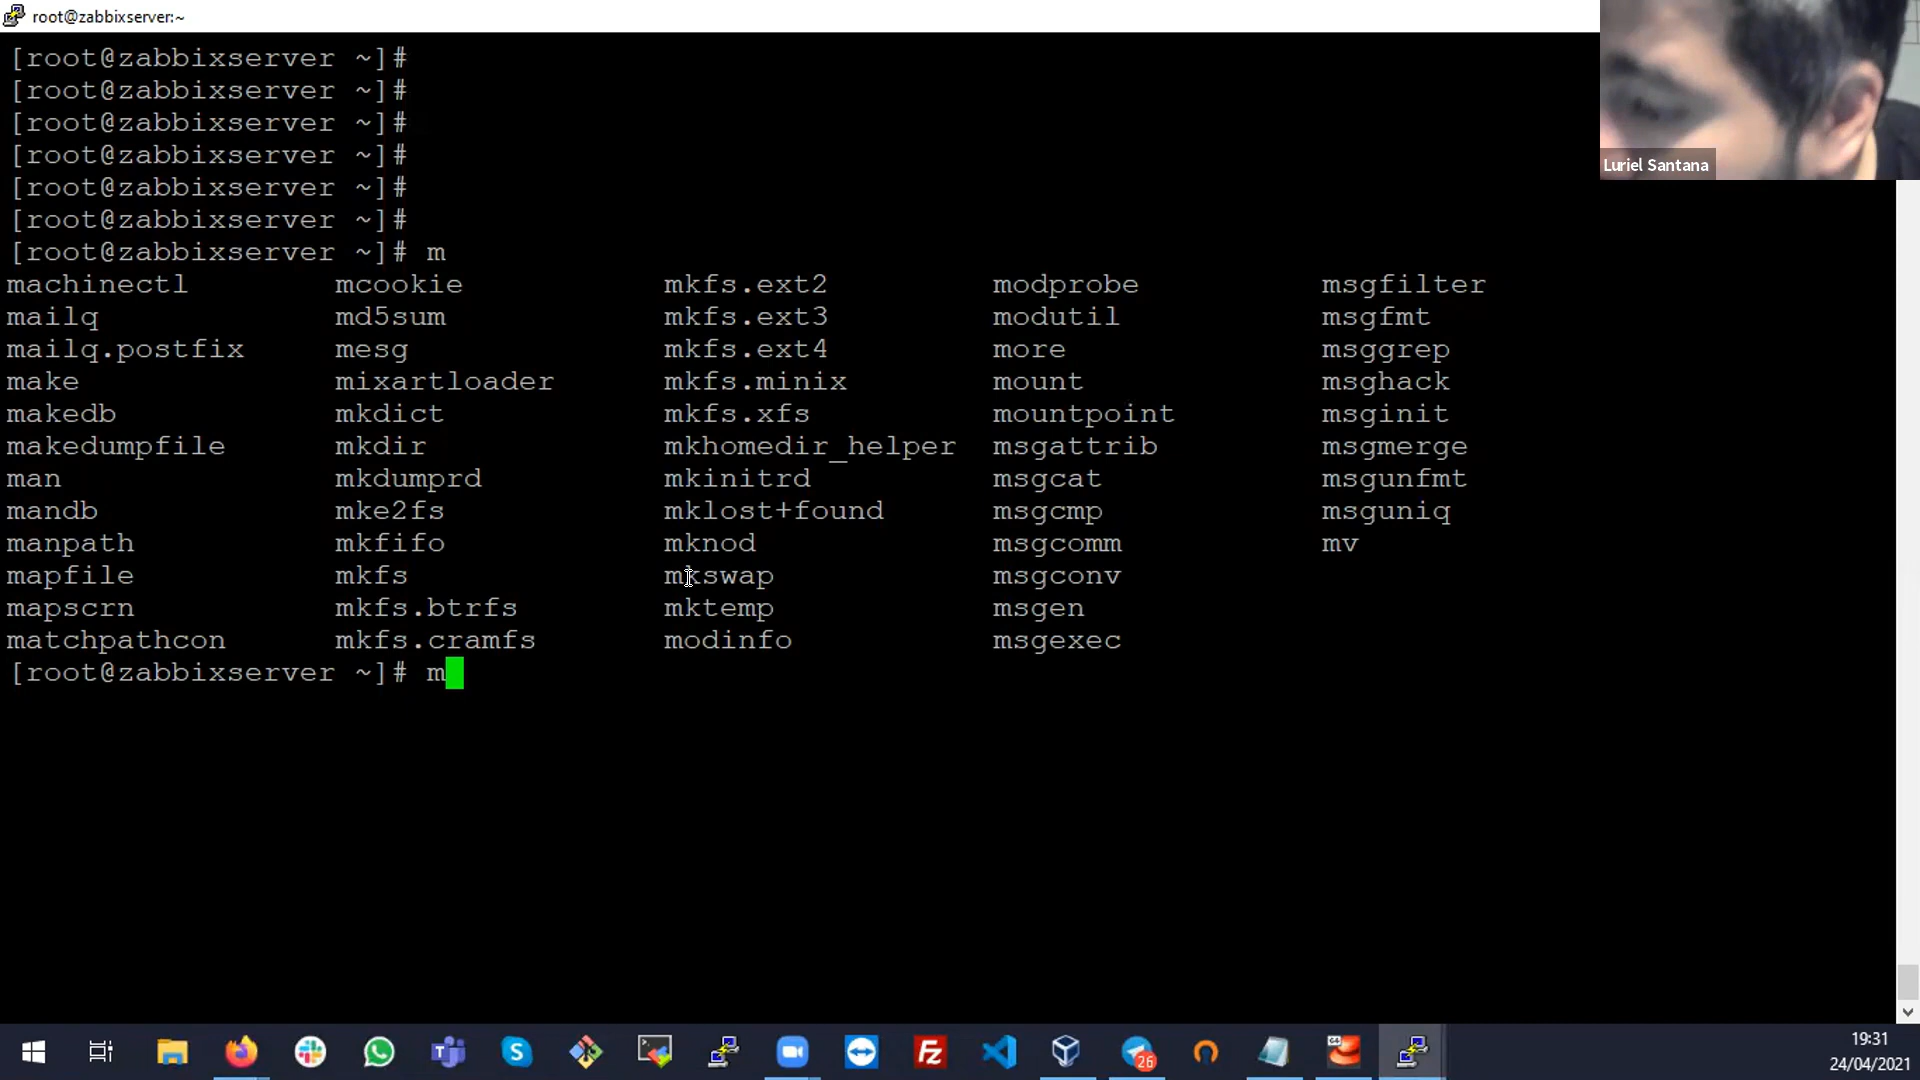 root@zabbixserver:~
[root@zabbixserver ~]#
[root@zabbixserver ~]#
[root@zabbixserver ~]#
[root@zabbixserver ~]#
[root@zabbixserver ~]#
[root@zabbixserver ~]#
[root@zabbixserver ~]# m
machinectl mcookie mkfs.ext2 modprobe msgfilter
mailq md5sum mkfs.ext3 modutil msgfmt
mailq.postfix mesg mkfs.ext4 more msggrep
make mixartloader mkfs.minix mount msghack
makedb mkdict mkfs.xfs mountpoint msginit
makedumpfile mkdir mkhomedir_helper msgattrib msgmerge
man mkdumprd mkinitrd msgcat msgunfmt
mandb mke2fs mklost+found msgcmp msguniq
manpath mkfifo mknod msgcomm mv
mapfile mkfs mkswap msgconv
mapscrn mkfs.btrfs mktemp msgen
matchpathcon mkfs.cramfs modinfo msgexec
[root@zabbixserver ~]# m
Luriel Santana
26
64
19:31
24/04/2021